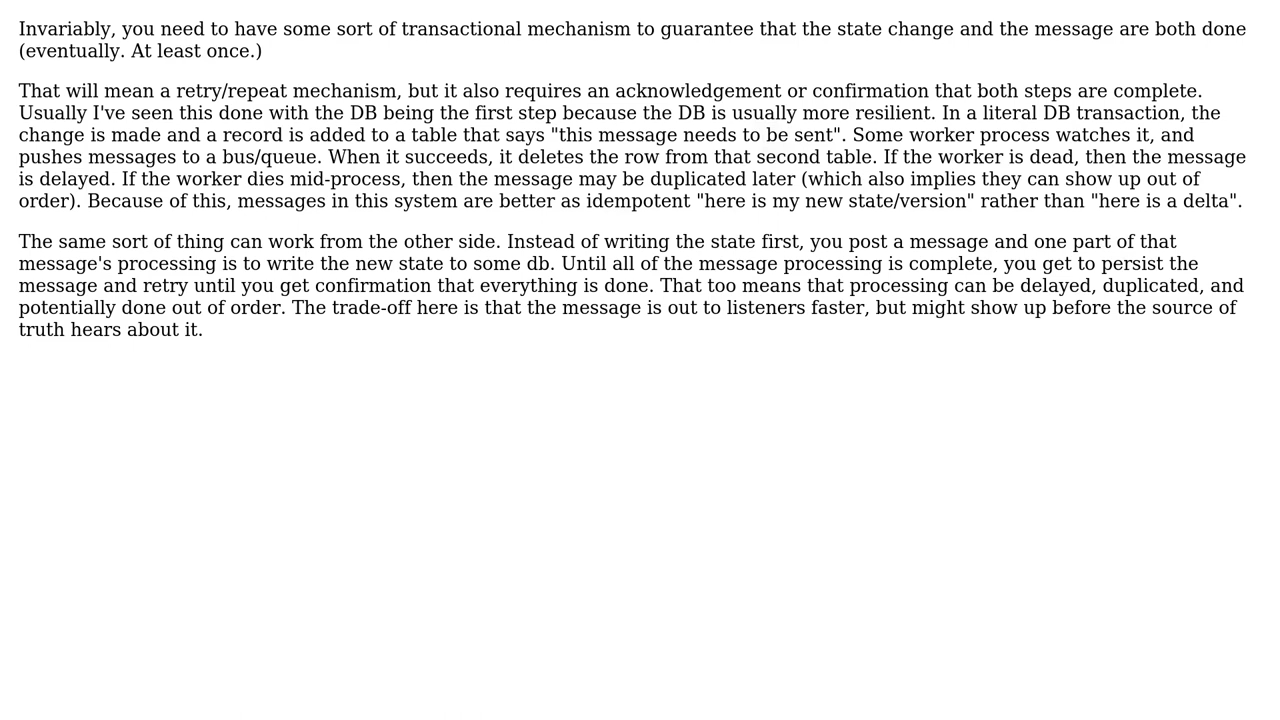 Invariably, you need to have some sort of transactional mechanism to guarantee that the state change and the message are both done
(eventually. At least once.)
That will mean a retry/repeat mechanism, but it also requires an acknowledgement or confirmation that both steps are complete.
Usually I've seen this done with the DB being the first step because the DB is usually more resilient. In a literal DB transaction, the
change is made and a record is added to a table that says "this message needs to be sent". Some worker process watches it, and
pushes messages to a bus/queue. When it succeeds, it deletes the row from that second table. If the worker is dead, then the message
is delayed. If the worker dies mid-process, then the message may be duplicated later (which also implies they can show up out of
order). Because of this, messages in this system are better as idempotent "here is my new state/version" rather than "here is a delta".
The same sort of thing can work from the other side. Instead of writing the state first, you post a message and one part of that
message's processing is to write the new state to some db. Until all of the message processing is complete, you get to persist the
message and retry until you get confirmation that everything is done. That too means that processing can be delayed, duplicated, and
potentially done out of order. The trade-off here is that the message is out to listeners faster, but might show up before the source of
truth hears about it.